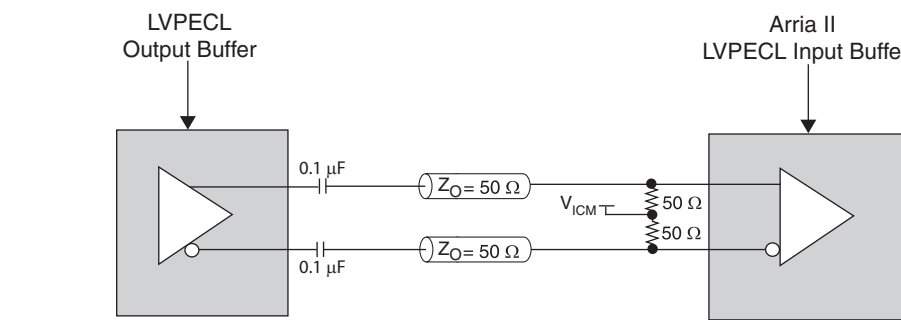 LVPECL
Output Buffer
Arria II
LVPECL Input Buffe
0.1 µF
Z_O = 50 Ω
V_ICM
50 Ω
50 Ω
Z_O = 50 Ω
0.1 µF